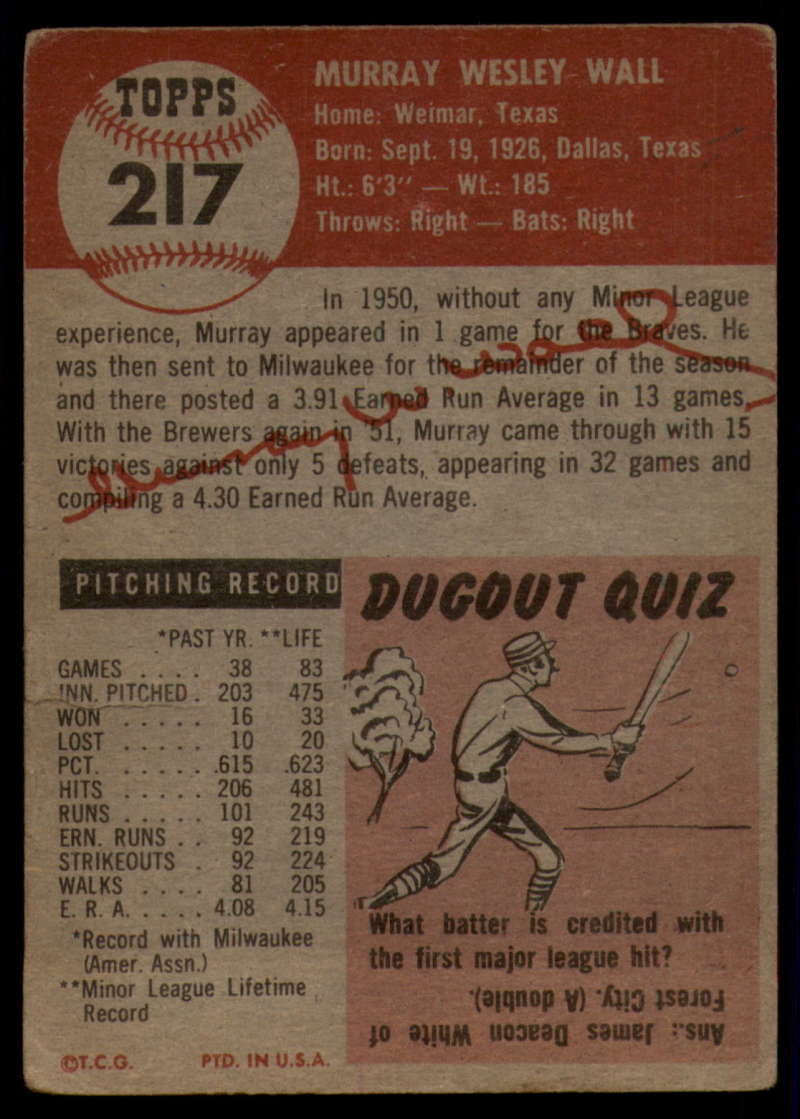 TOPPS
217
MURRAY WESLEY WALL
Home: Weimar, Texas
Born: Sept. 19, 1926, Dallas, Texas
Ht.: 6'3" — Wt.: 185
Throws: Right — Bats: Right
In 1950, without any Minor League
experience, Murray appeared in 1 game for the Braves. He
was then sent to Milwaukee for the remainder of the season
and there posted a 3.91 Earned Run Average in 13 games.
With the Brewers again in '51, Murray came through with 15
victories against only 5 defeats, appearing in 32 games and
compiling a 4.30 Earned Run Average.
PITCHING RECORD
*PAST YR. **LIFE
GAMES . . . . 38 83
INN. PITCHED . 203 475
WON . . . . . 16 33
LOST . . . . . 10 20
PCT. . . . . . .615 .623
HITS . . . . . 206 481
RUNS . . . . . 101 243
ERN. RUNS . . 92 219
STRIKEOUTS . 92 224
WALKS . . . . 81 205
E. R. A. . . . . 4.08 4.15
*Record with Milwaukee
(Amer. Assn.)
**Minor League Lifetime
Record
©T.C.G. PTD. IN U.S.A.
DUGOUT QUIZ
What batter is credited with
the first major league hit?
Ans.: James Deacon White of
Forest City. (A double).